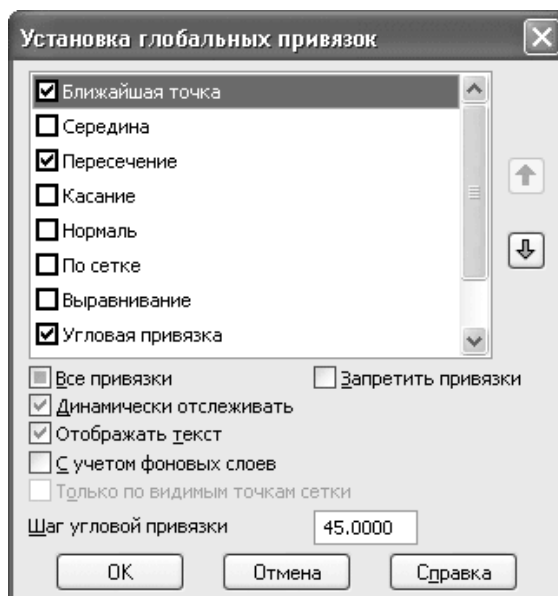 Установка глобальных привязок
Ближайшая точка
Середина
Пересечение
Касание
Нормаль
По сетке
Выравнивание
Угловая привязка
Все привязки Запретить привязки
Динамически отслеживать
Отображать текст
С учетом фоновых слоев
Только по видимым точкам сетки
Шаг угловой привязки 45.0000
OK Отмена Справка